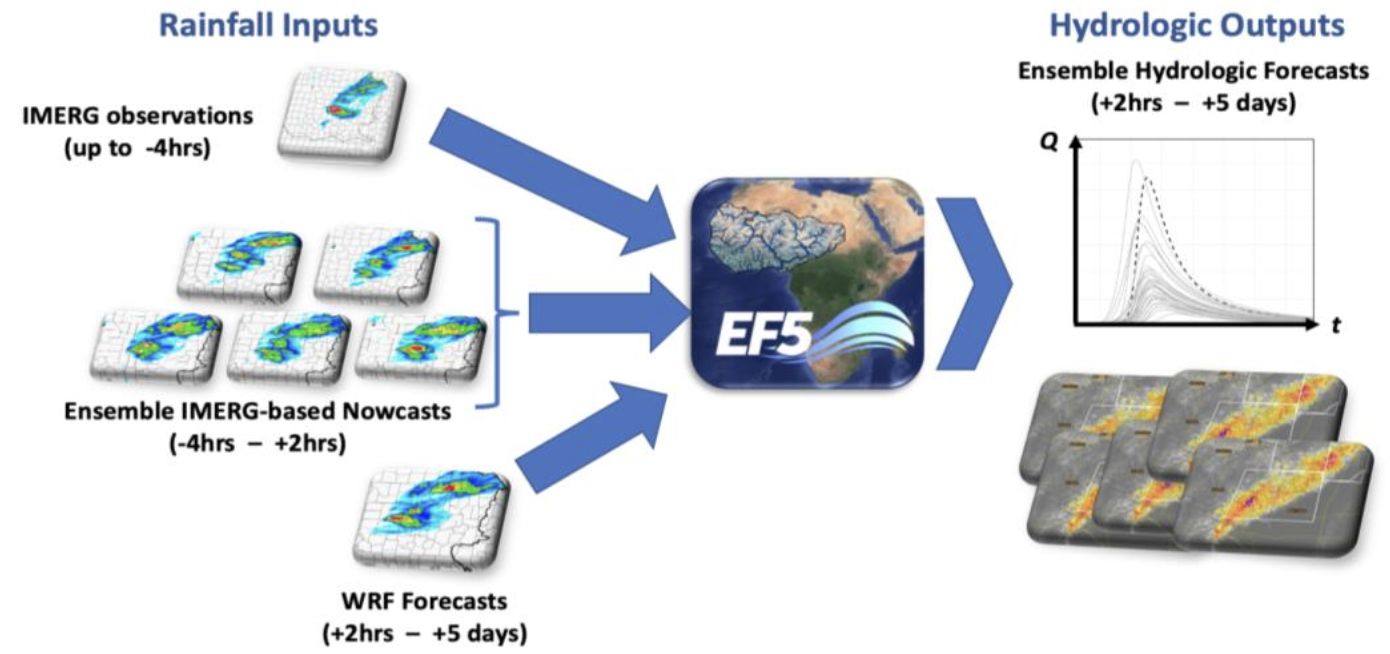 Rainfall Inputs
IMERG observations
(up to -4hrs)
Ensemble IMERG-based Nowcasts
(-4hrs – +2hrs)
WRF Forecasts
(+2hrs – +5 days)
EF5
Hydrologic Outputs
Ensemble Hydrologic Forecasts
(+2hrs – +5 days)
Q
t